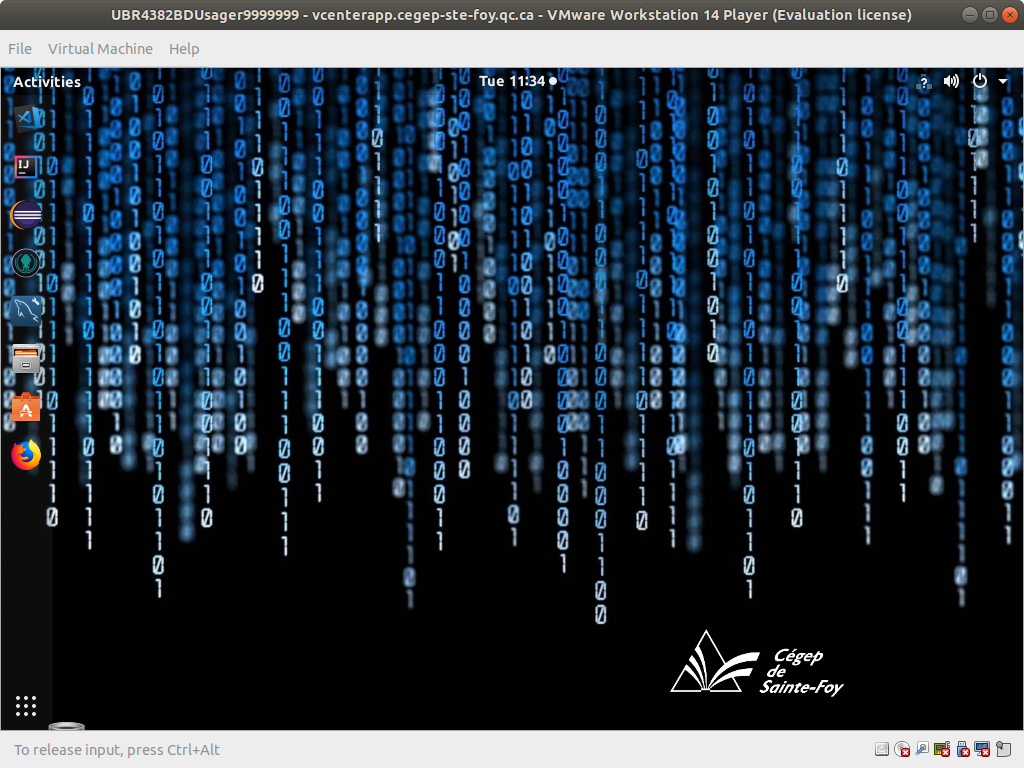 UBR4382BDUsager9999999 - vcenterapp.cegep-ste-foy.qc.ca - VMware Workstation 14 Player (Evaluation license)
File Virtual Machine Help
Activities Tue 11:34 ?
IJ
Cégep
de
Sainte-Foy
To release input, press Ctrl+Alt